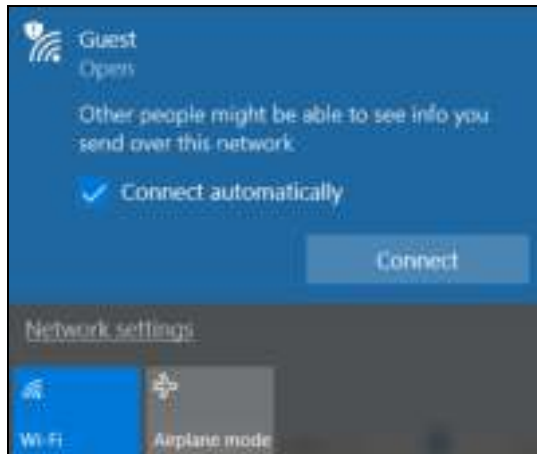 Guest
Open
Other people might be able to see info you
send over this network
Connect automatically
Connect
Network settings
Wi-Fi
Airplane mode